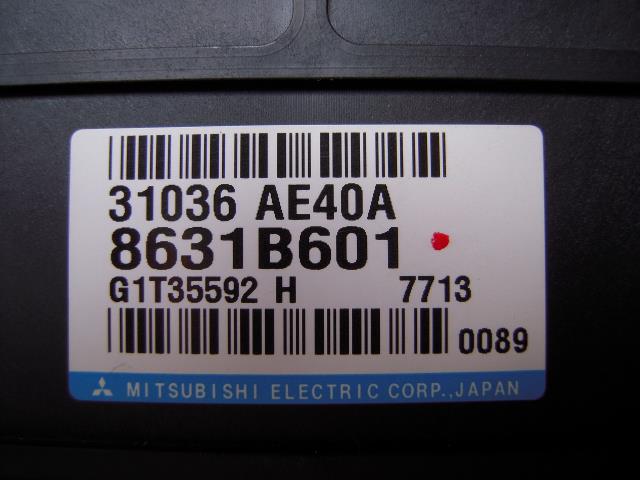 31036 AE40A
8631B601
G1T35592 H 7713
0089
MITSUBISHI ELECTRIC CORP.,JAPAN